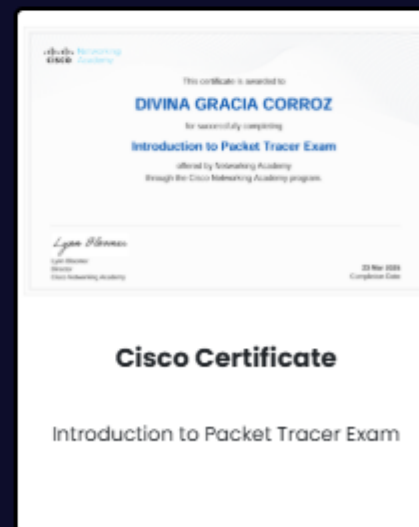 CISCO Networking
Academy
This certificate is awarded to
DIVINA GRACIA CORROZ
for successfully completing
Introduction to Packet Tracer Exam
offered by Networking Academy
through the Cisco Networking Academy program.
Director
Cisco Networking Academy
Completion Date
Cisco Certificate
Introduction to Packet Tracer Exam